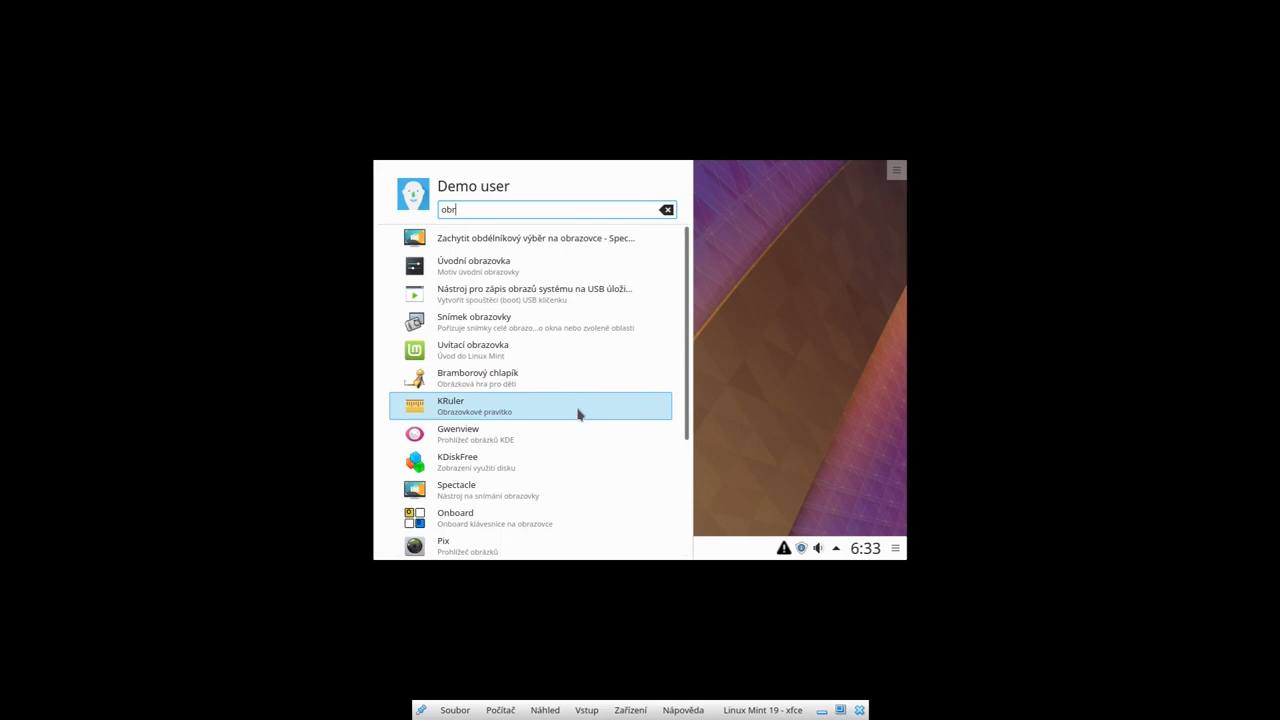 Demo user
obr
Zachytit obdélníkový výběr na obrazovce - Spec...
Úvodní obrazovka
Motiv úvodní obrazovky
Nástroj pro zápis obrazů systému na USB úloži...
Vytvořit spouštěcí (boot) USB klíčenku
Snímek obrazovky
Pořizuje snímky celé obrazo...o okna nebo zvolené oblasti
Uvítací obrazovka
Úvod do Linux Mint
Bramborový chlapík
Obrázková hra pro děti
KRuler
Obrazovkové pravítko
Gwenview
Prohlížeč obrázků KDE
KDiskFree
Zobrazení využití disku
Spectacle
Nástroj na snímání obrazovky
Onboard
Onboard klávesnice na obrazovce
Pix
Prohlížeč obrázků
6:33
Soubor Počítač Náhled Vstup Zařízení Nápověda Linux Mint 19 - xfce